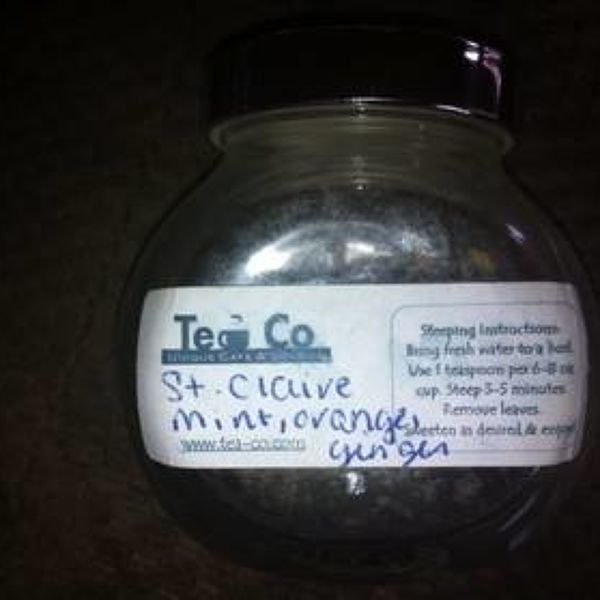 Tea Co
St. Claire
mint, orange,
ginger
www.tea-co.com
Steeping Instructions:
Bring fresh water to a boil.
Use 1 teaspoon per 6-8 oz
cup. Steep 3-5 minutes.
Remove leaves.
Sweeten as desired & enjoy